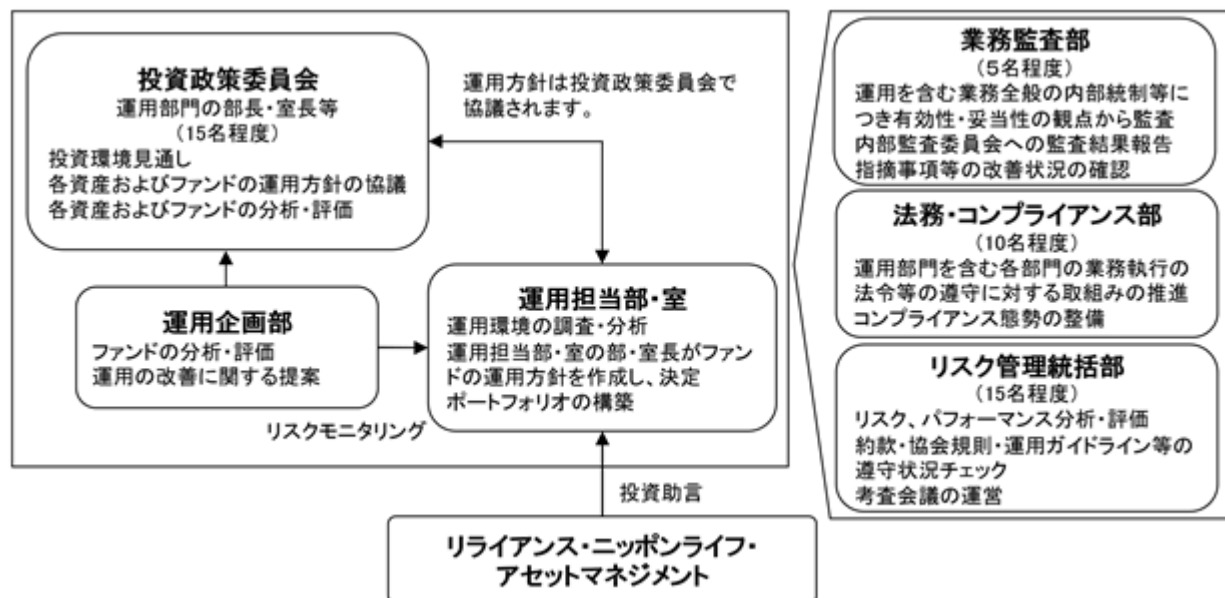 投資政策委員会
運用部門の部長・室長等
(15名程度)
投資環境見通し
各資産およびファンドの運用方針の協議
各資産およびファンドの分析・評価
運用方針は投資政策委員会で
協議されます。
運用企画部
ファンドの分析・評価
運用の改善に関する提案
運用担当部・室
運用環境の調査・分析
運用担当部・室の部・室長がファン
ドの運用方針を作成し、決定
ポートフォリオの構築
リスクモニタリング
投資助言
リライアンス・ニッポンライフ・
アセットマネジメント
業務監査部
(5名程度)
運用を含む業務全般の内部統制等に
つき有効性・妥当性の観点から監査
内部監査委員会への監査結果報告
指摘事項等の改善状況の確認
法務・コンプライアンス部
(10名程度)
運用部門を含む各部門の業務執行の
法令等の遵守に対する取組みの推進
コンプライアンス態勢の整備
リスク管理統括部
(15名程度)
リスク、パフォーマンス分析・評価
約款・協会規則・運用ガイドライン等の
遵守状況チェック
考査会議の運営